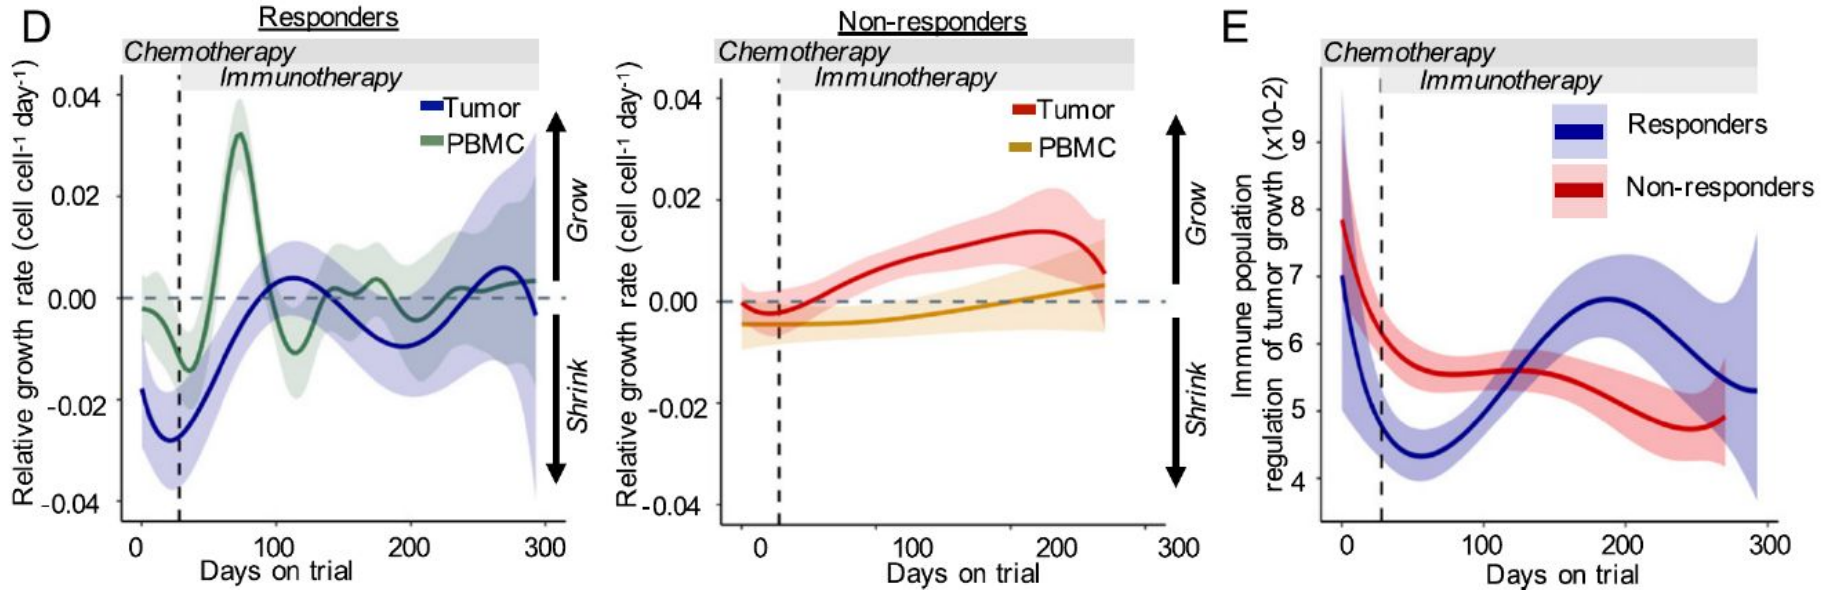 D
Responders
Chemotherapy
Immunotherapy
Relative growth rate (cell cell⁻¹ day⁻¹)
0.04
0.02
0.00
-0.02
-0.04
Tumor
PBMC
Grow
Shrink
0 100 200 300
Days on trial
Non-responders
Chemotherapy
Immunotherapy
Relative growth rate (cell cell⁻¹ day⁻¹)
0.04
0.02
0.00
-0.02
-0.04
Tumor
PBMC
Grow
Shrink
0 100 200 300
Days on trial
E
Chemotherapy
Immunotherapy
Immune population
regulation of tumor growth (x10-2)
9
8
7
6
5
4
Responders
Non-responders
0 100 200 300
Days on trial